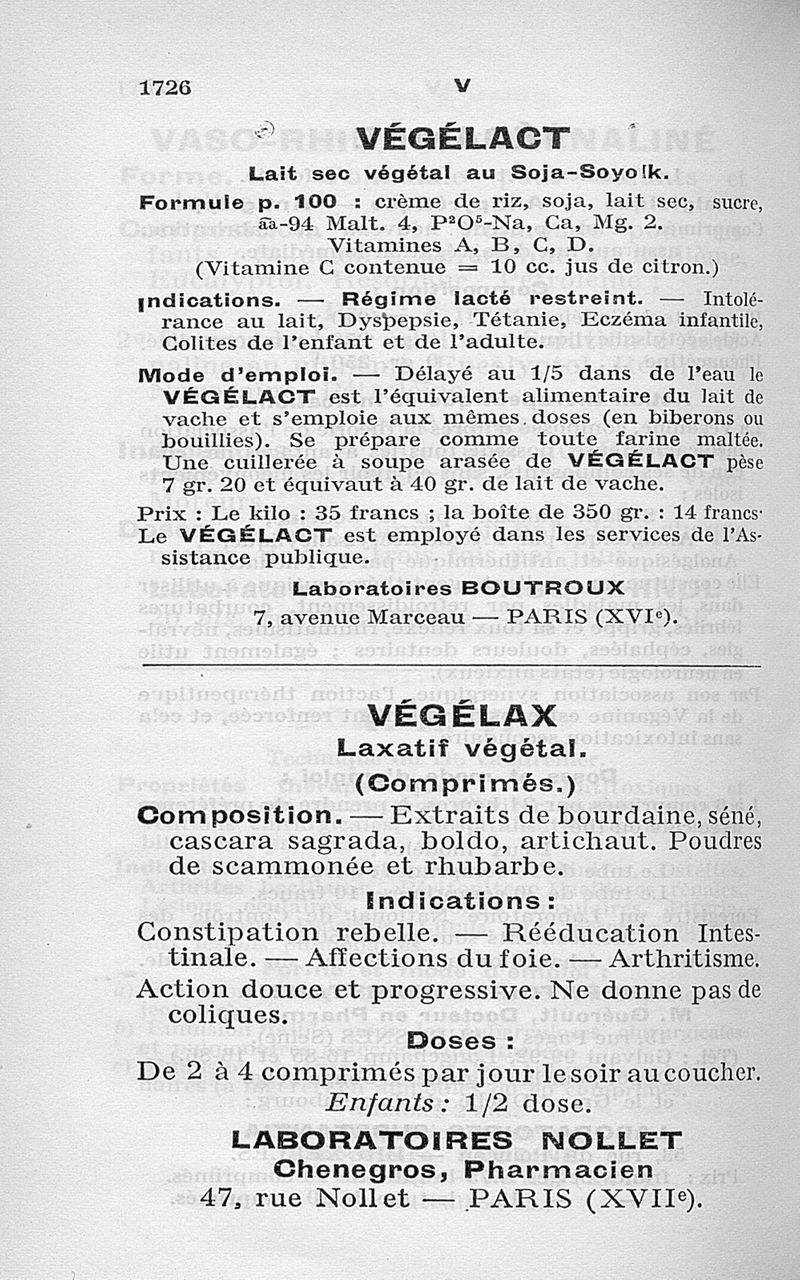 1726
V
VÉGÉLACT
Lait sec végétal au Soja-Soyolk.
Formule p. 100 : crème de riz, soja, lait sec, sucre,
āā-94 Malt. 4, P²O⁵-Na, Ca, Mg. 2.
Vitamines A, B, C, D.
(Vitamine C contenue = 10 cc. jus de citron.)
Indications. — Régime lacté restreint. — Intolé-
rance au lait, Dyspepsie, Tétanie, Eczéma infantile,
Colites de l'enfant et de l'adulte.
Mode d'emploi. — Délayé au 1/5 dans de l'eau le
VÉGÉLACT est l'équivalent alimentaire du lait de
vache et s'emploie aux mêmes doses (en biberons ou
bouillies). Se prépare comme toute farine maltée.
Une cuillerée à soupe arasée de VÉGÉLACT pèse
7 gr. 20 et équivaut à 40 gr. de lait de vache.
Prix : Le kilo : 35 francs ; la boîte de 350 gr. : 14 francs.
Le VÉGÉLACT est employé dans les services de l'As-
sistance publique.
Laboratoires BOUTROUX
7, avenue Marceau — PARIS (XVIᵉ).
VÉGÉLAX
Laxatif végétal.
(Comprimés.)
Composition. — Extraits de bourdaine, séné,
cascara sagrada, boldo, artichaut. Poudres
de scammonée et rhubarbe.
Indications :
Constipation rebelle. — Rééducation Intes-
tinale. — Affections du foie. — Arthritisme.
Action douce et progressive. Ne donne pas de
coliques.
Doses :
De 2 à 4 comprimés par jour le soir au coucher.
Enfants : 1/2 dose.
LABORATOIRES NOLLET
Chenegros, Pharmacien
47, rue Nollet — PARIS (XVIIᵉ).